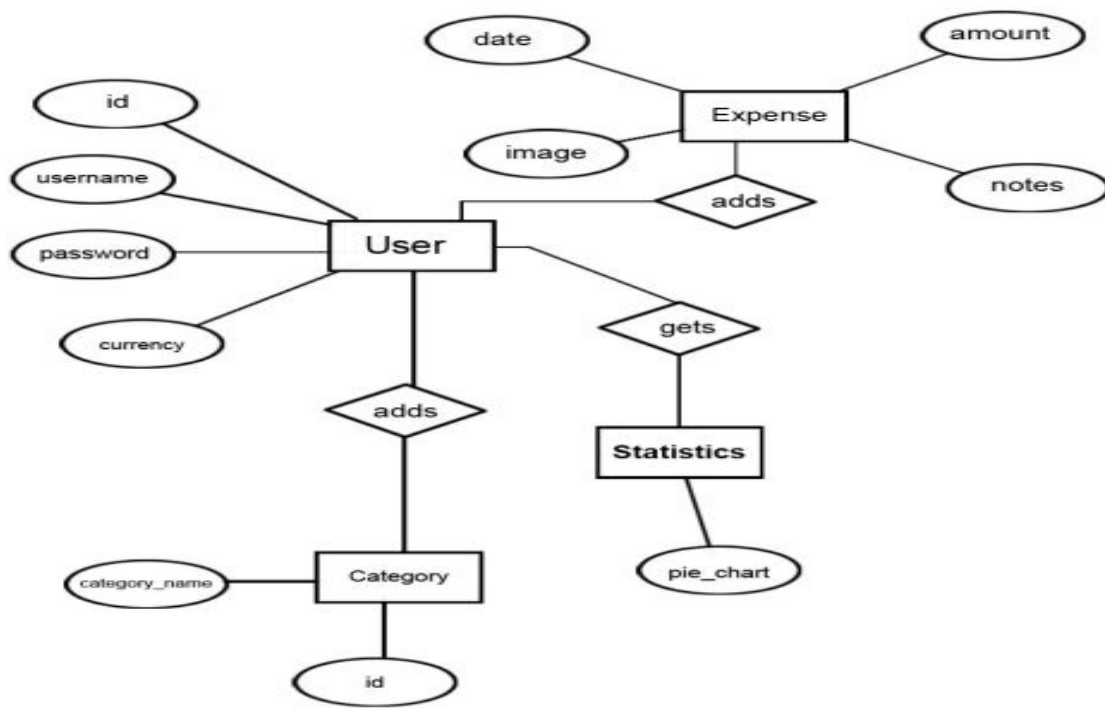 date
amount
id
Expense
image
username
notes
adds
User
password
gets
currency
adds
Statistics
pie_chart
Category
category_name
id